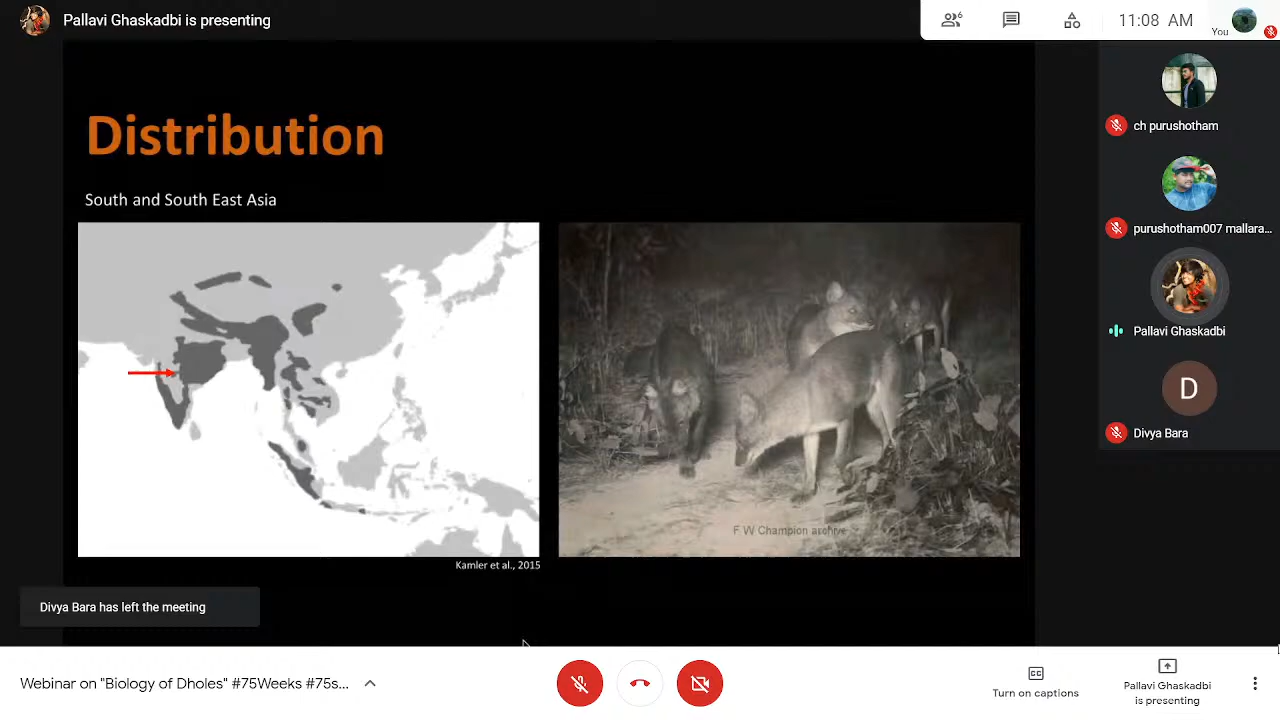 Pallavi Ghaskadbi is presenting
6
11:08 AM
You
Distribution
South and South East Asia
F W Champion archive
Kamler et al., 2015
ch purushotham
purushotham007 mallara...
Pallavi Ghaskadbi
D
Divya Bara
Divya Bara has left the meeting
Webinar on "Biology of Dholes" #75Weeks #75s...
CC
Turn on captions
Pallavi Ghaskadbi
is presenting